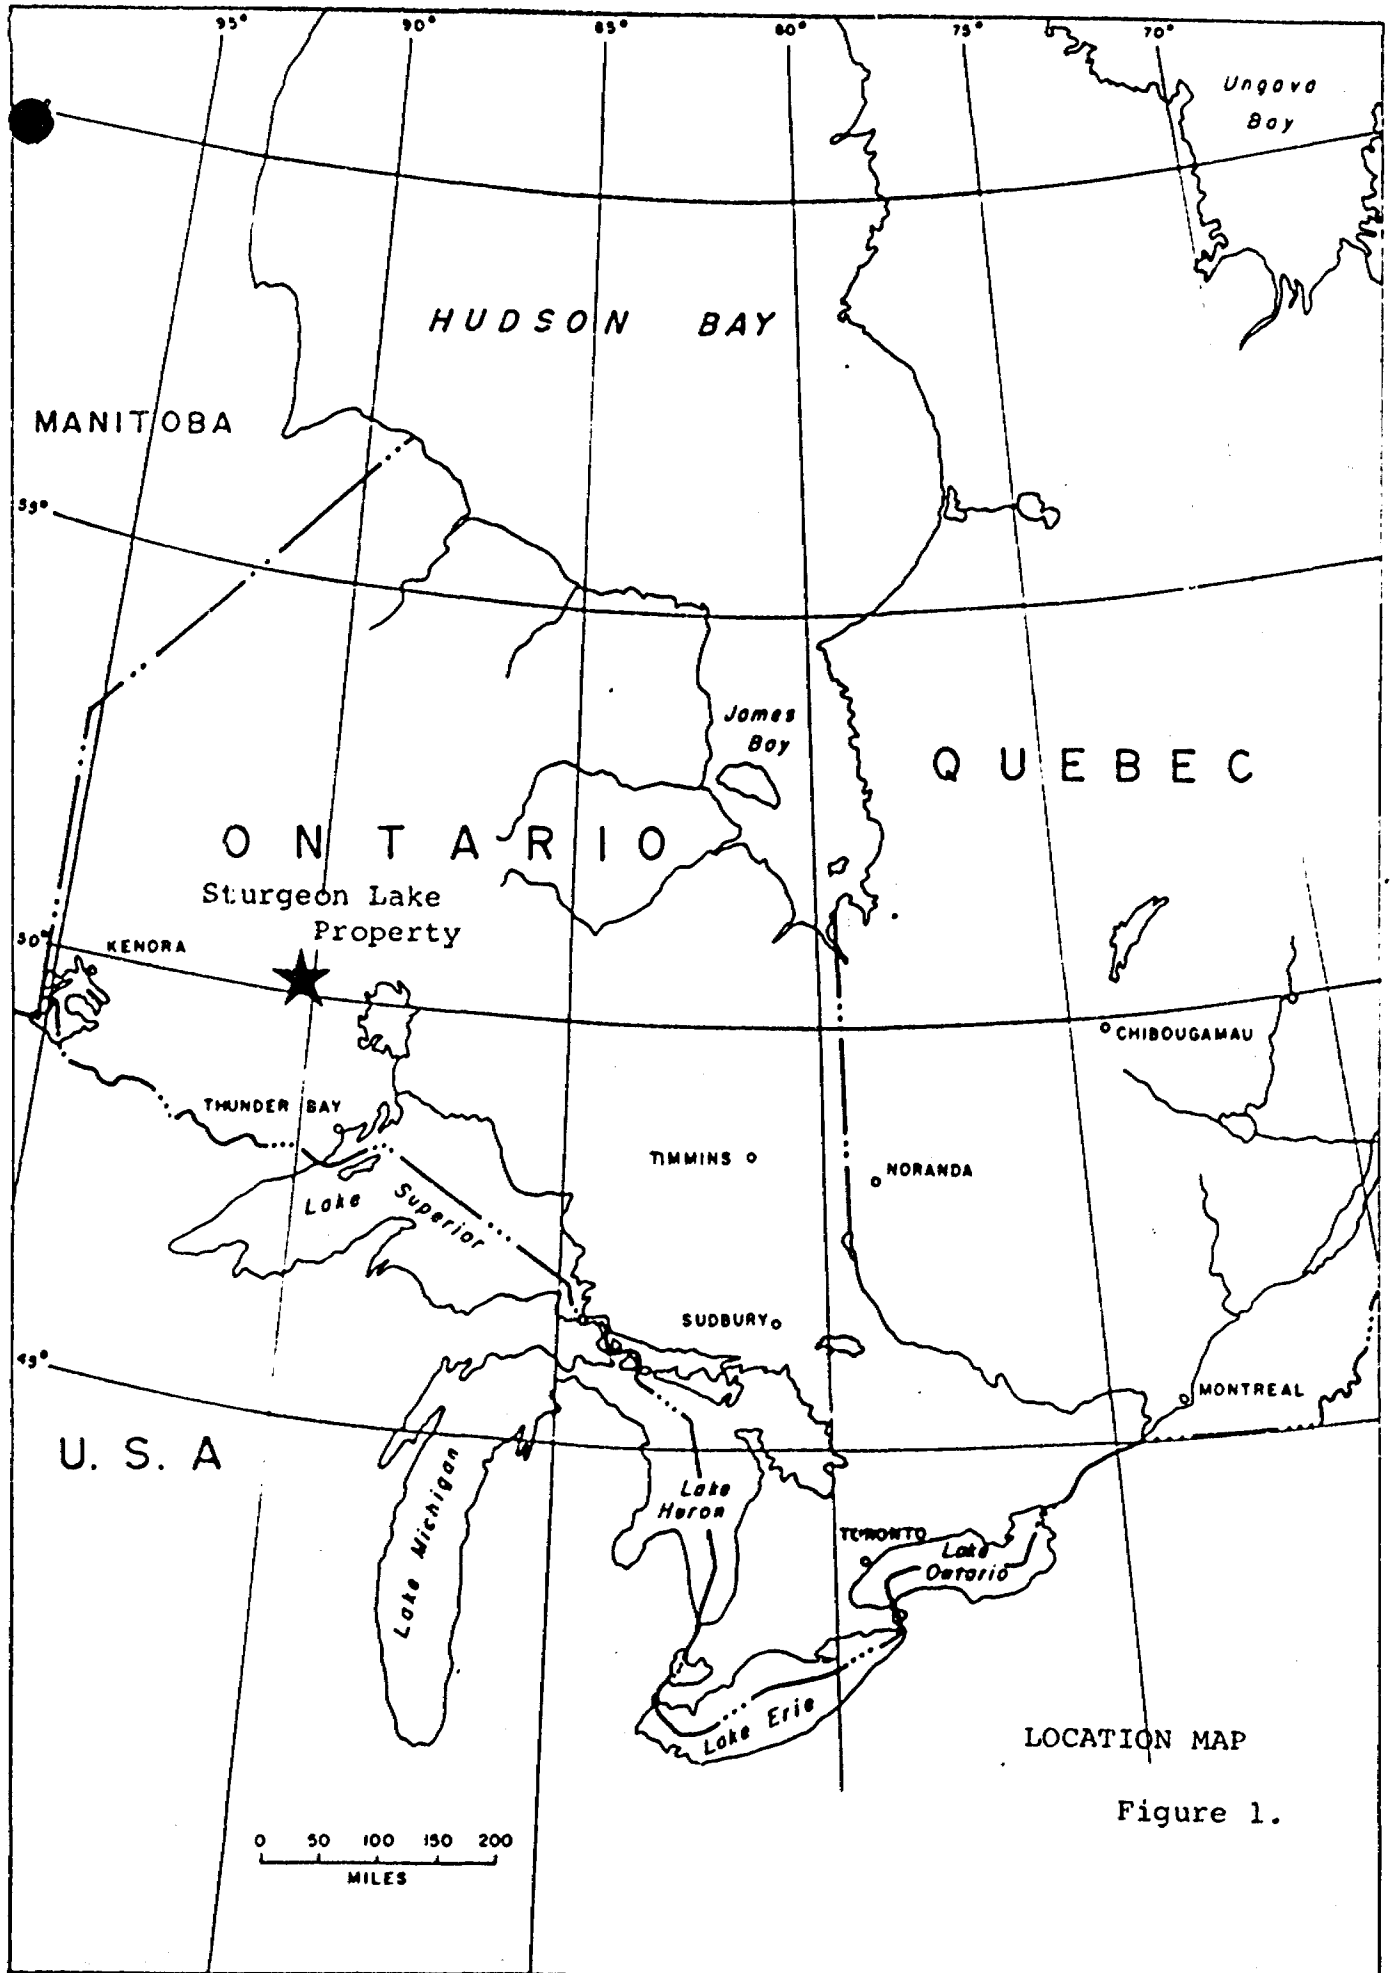 95° 90° 85° 80° 75° 70°
Ungava
Bay
HUDSON BAY
MANITOBA
55°
James
Bay
QUEBEC
ONTARIO
Sturgeon Lake
Property
50°
KENORA
CHIBOUGAMAU
THUNDER BAY
TIMMINS
NORANDA
Lake Superior
SUDBURY
45°
MONTREAL
U. S. A
Lake Michigan
Lake
Huron
TORONTO
Lake
Ontario
Lake Erie
LOCATION MAP
Figure 1.
0 50 100 150 200
MILES